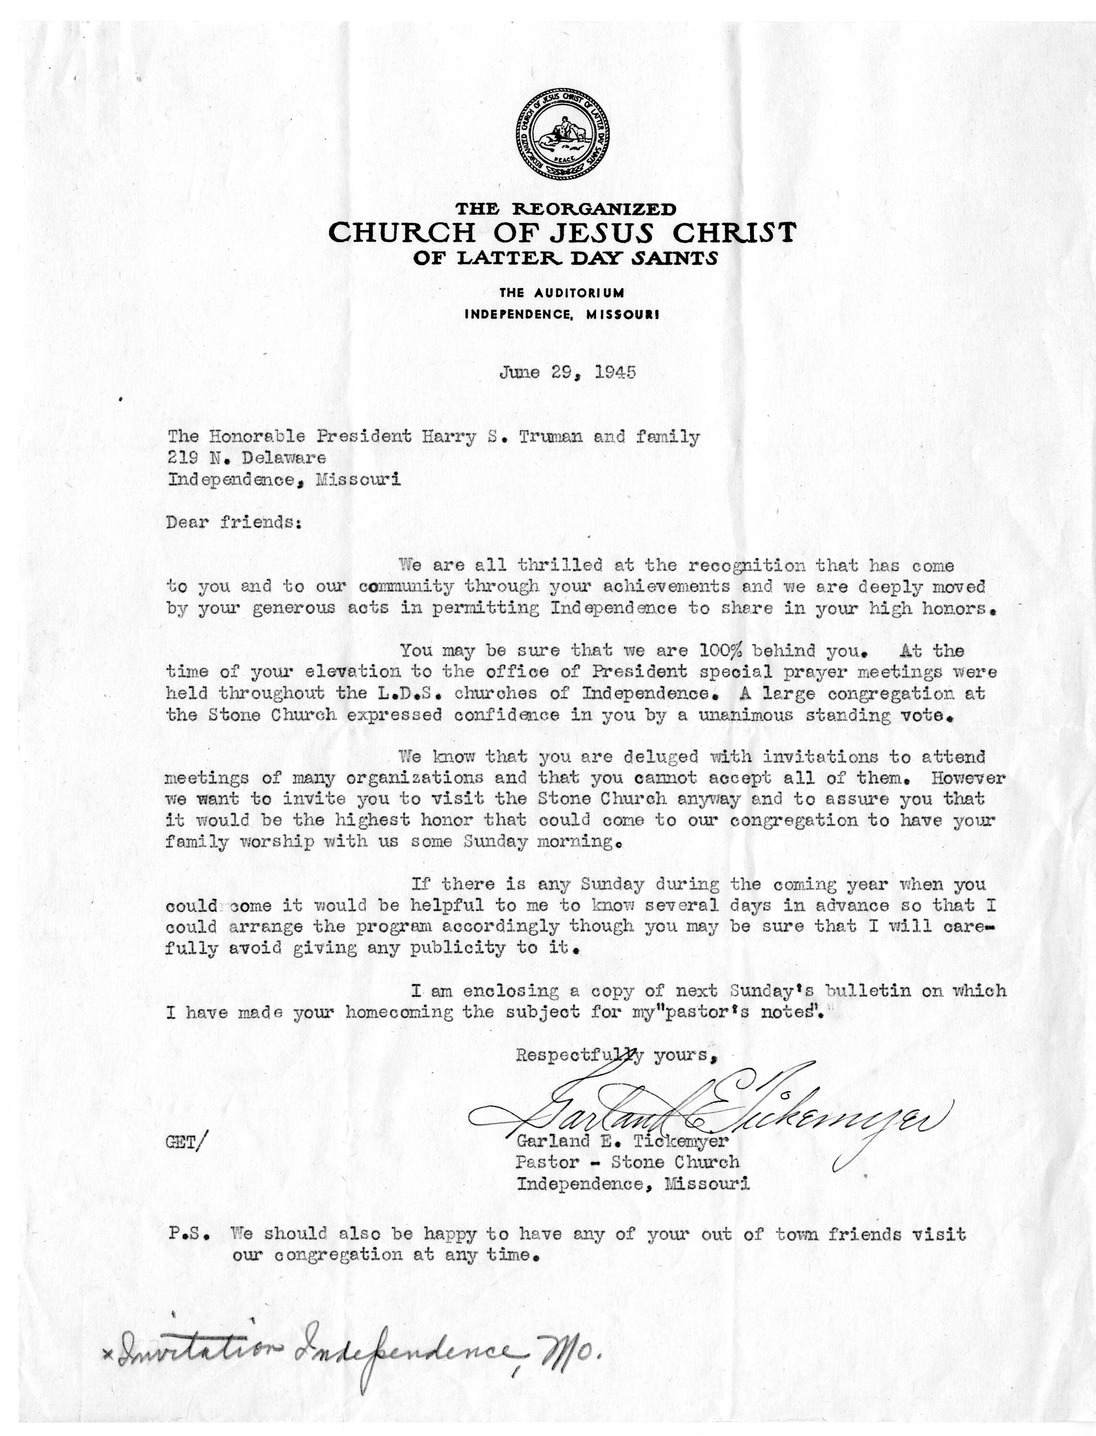 REORGANIZED CHURCH OF JESUS CHRIST OF LATTER DAY SAINTS
PEACE
THE REORGANIZED
CHURCH OF JESUS CHRIST
OF LATTER DAY SAINTS
THE AUDITORIUM
INDEPENDENCE, MISSOURI
June 29, 1945
The Honorable President Harry S. Truman and family
219 N. Delaware
Independence, Missouri
Dear friends:
We are all thrilled at the recognition that has come
to you and to our community through your achievements and we are deeply moved
by your generous acts in permitting Independence to share in your high honors.
You may be sure that we are 100% behind you. At the
time of your elevation to the office of President special prayer meetings were
held throughout the L.D.S. churches of Independence. A large congregation at
the Stone Church expressed confidence in you by a unanimous standing vote.
We know that you are deluged with invitations to attend
meetings of many organizations and that you cannot accept all of them. However
we want to invite you to visit the Stone Church anyway and to assure you that
it would be the highest honor that could come to our congregation to have your
family worship with us some Sunday morning.
If there is any Sunday during the coming year when you
could come it would be helpful to me to know several days in advance so that I
could arrange the program accordingly though you may be sure that I will care-
fully avoid giving any publicity to it.
I am enclosing a copy of next Sunday's bulletin on which
I have made your homecoming the subject for my"pastor's notes".
Respectfully yours,
Garland E. Tickemyer
GET/
Garland E. Tickemyer
Pastor - Stone Church
Independence, Missouri
P.S. We should also be happy to have any of your out of town friends visit
our congregation at any time.
x Invitation Independence, Mo.